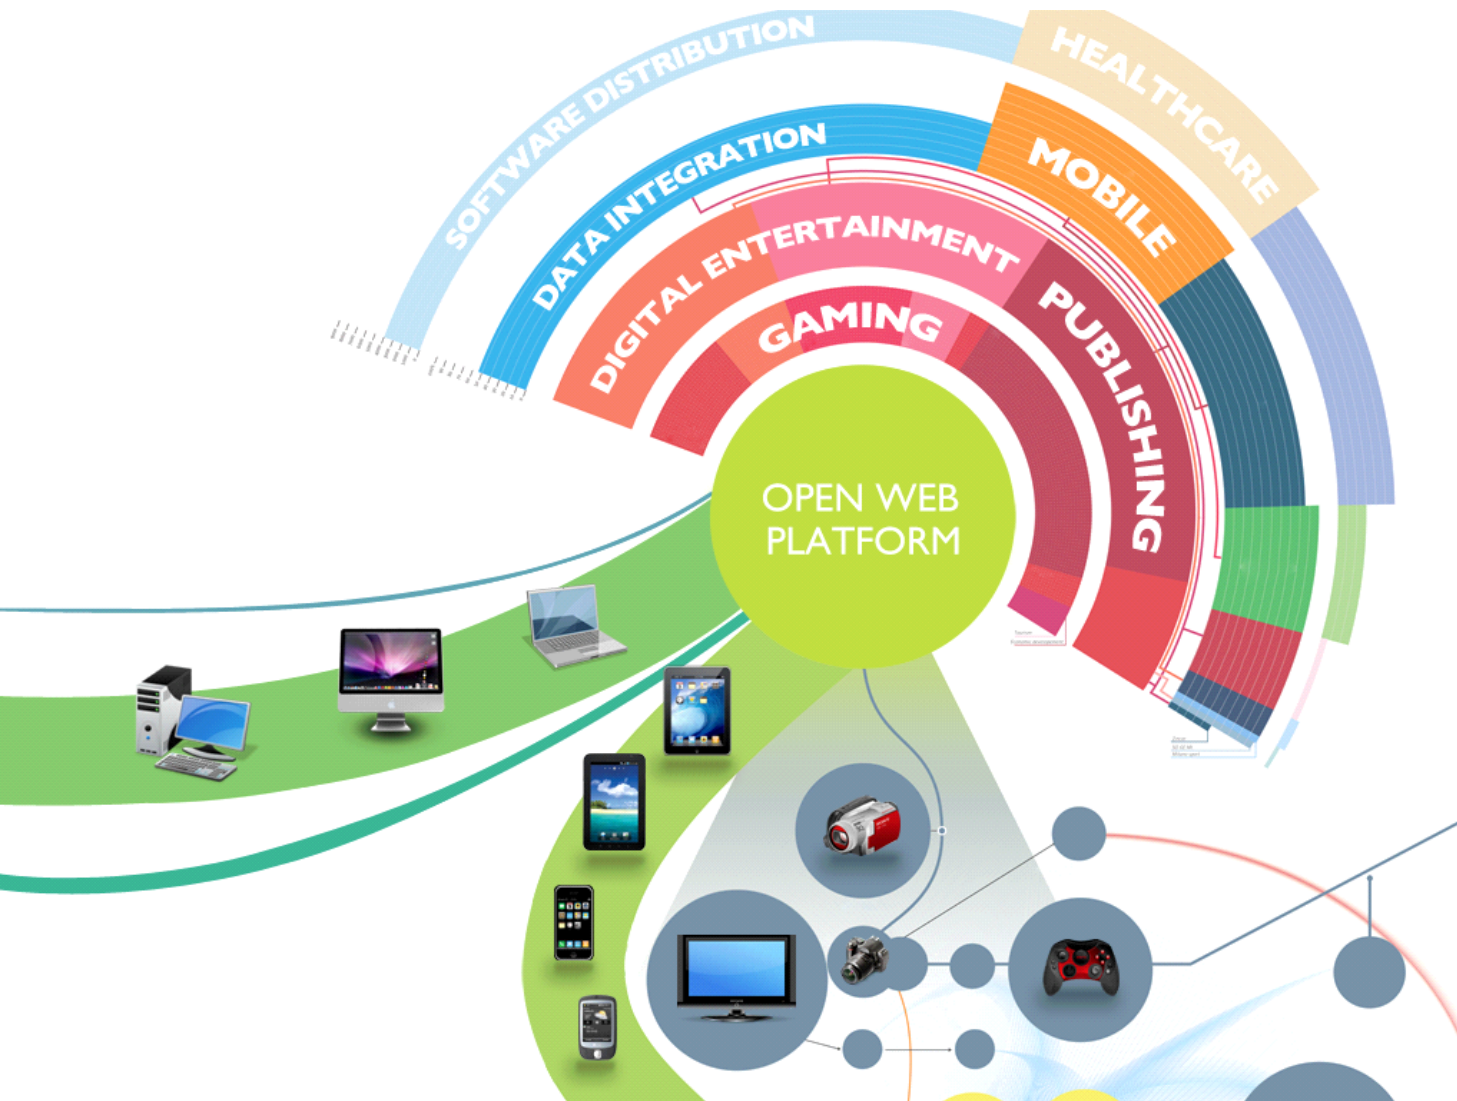 SOFTWARE DISTRIBUTION
HEALTHCARE
DATA INTEGRATION
MOBILE
DIGITAL ENTERTAINMENT
PUBLISHING
GAMING
OPEN WEB
PLATFORM